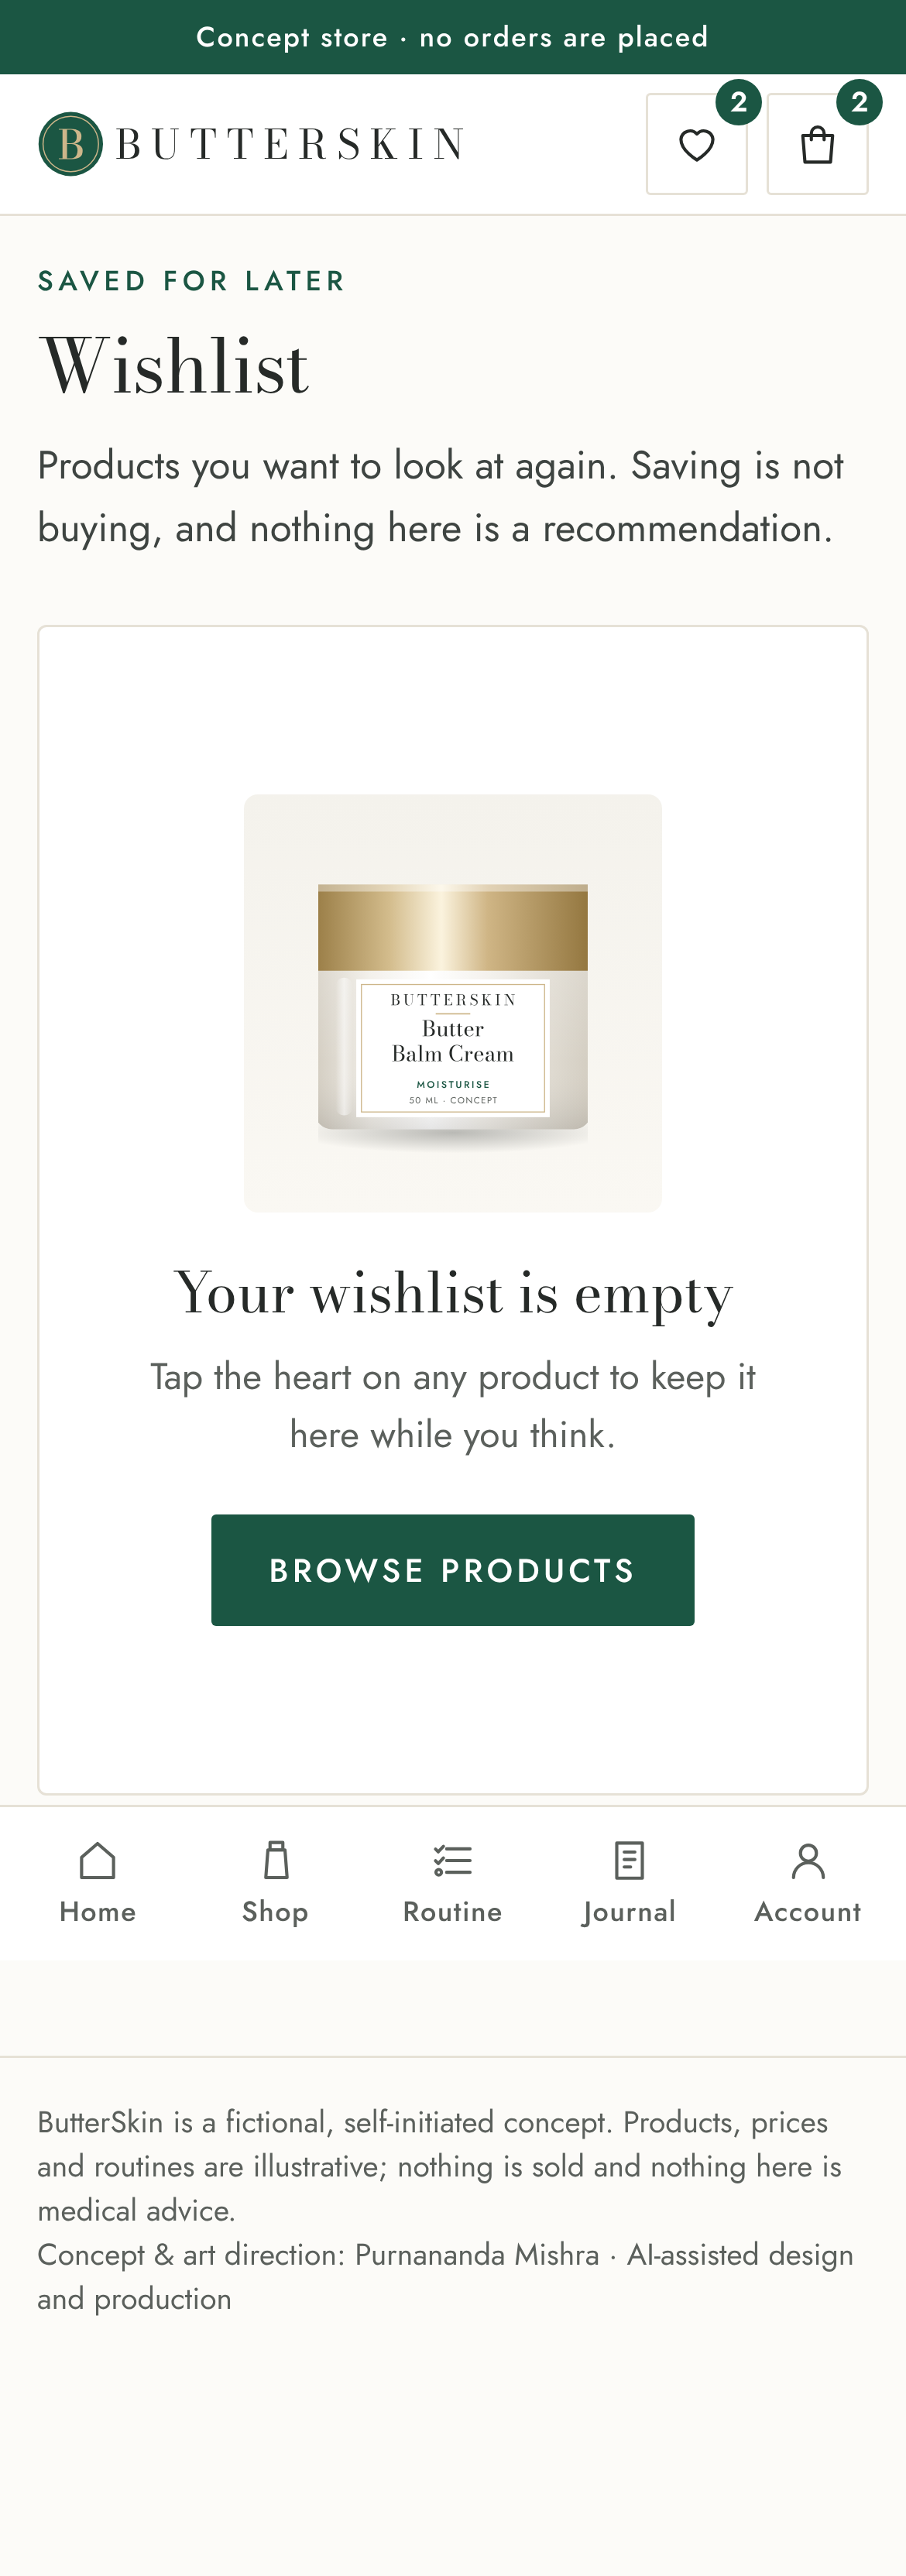 Concept store · no orders are placed
B BUTTERSKIN
2
2
SAVED FOR LATER
Wishlist
Products you want to look at again. Saving is not
buying, and nothing here is a recommendation.
BUTTERSKIN
Butter
Balm Cream
MOISTURISE
50 ML · CONCEPT
Your wishlist is empty
Tap the heart on any product to keep it
here while you think.
BROWSE PRODUCTS
Home
Shop
Routine
Journal
Account
ButterSkin is a fictional, self-initiated concept. Products, prices
and routines are illustrative; nothing is sold and nothing here is
medical advice.
Concept & art direction: Purnananda Mishra · AI-assisted design
and production